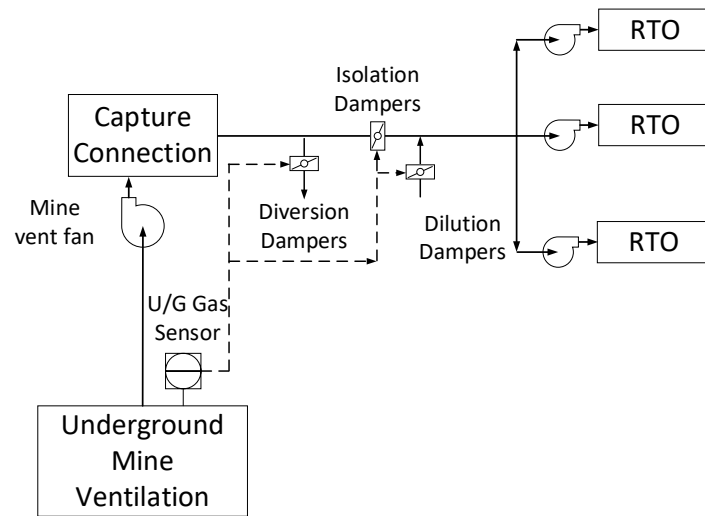 RTO
Isolation
Dampers
Capture
Connection
RTO
Mine
vent fan
Diversion
Dampers
Dilution
Dampers
RTO
U/G Gas
Sensor
Underground
Mine
Ventilation